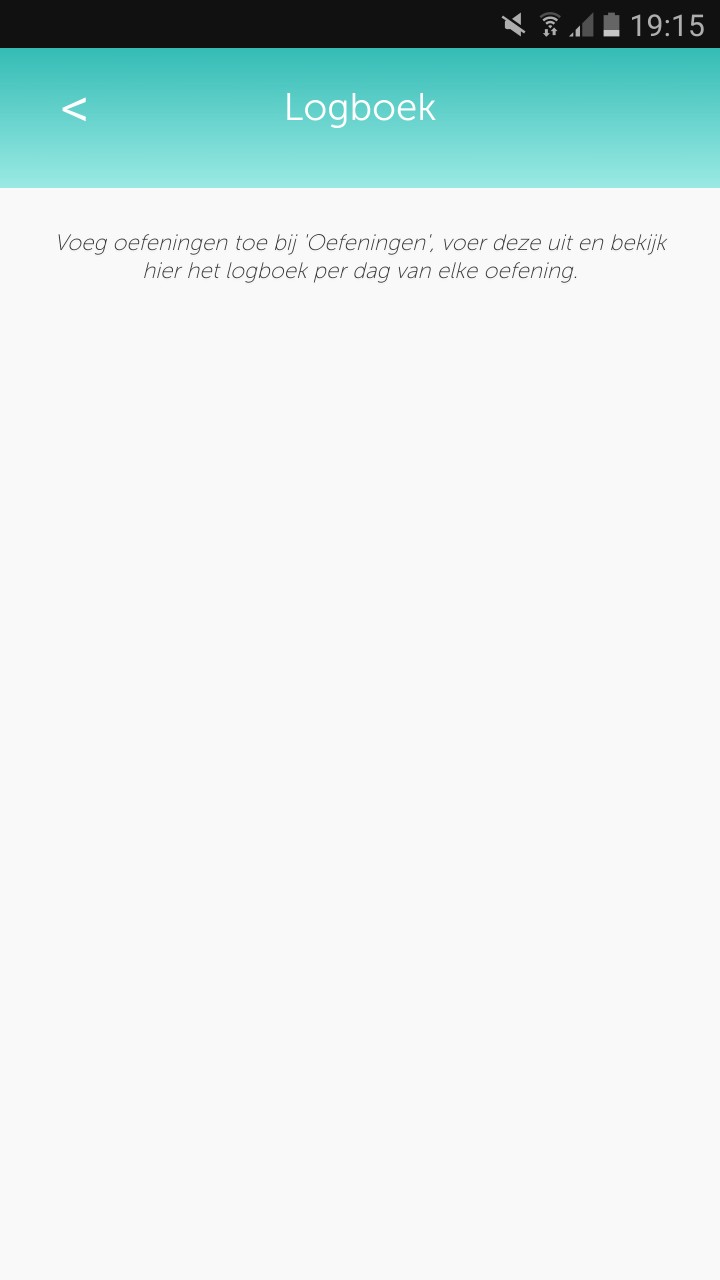 19:15
<
Logboek
Voeg oefeningen toe bij 'Oefeningen', voer deze uit en bekijk
hier het logboek per dag van elke oefening.